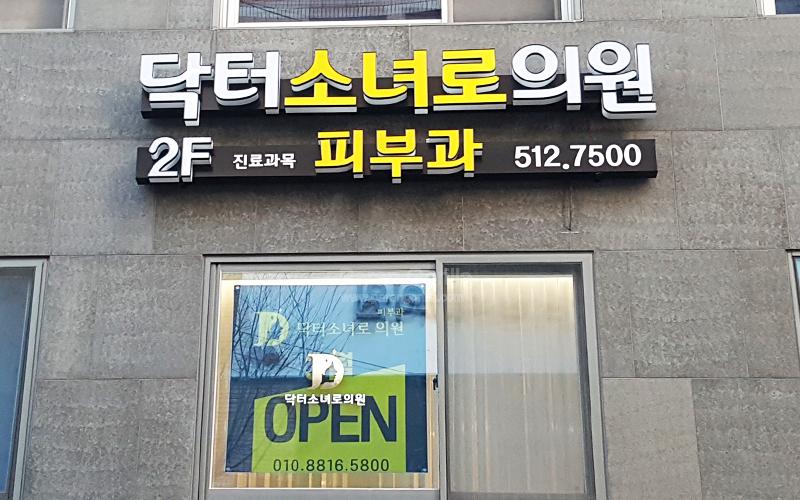 닥터소녀로의원
2F 진료과목 피부과 512.7500
피부과
D 닥터소녀로 의원
D
닥터소녀로의원
OPEN
010.8816.5800